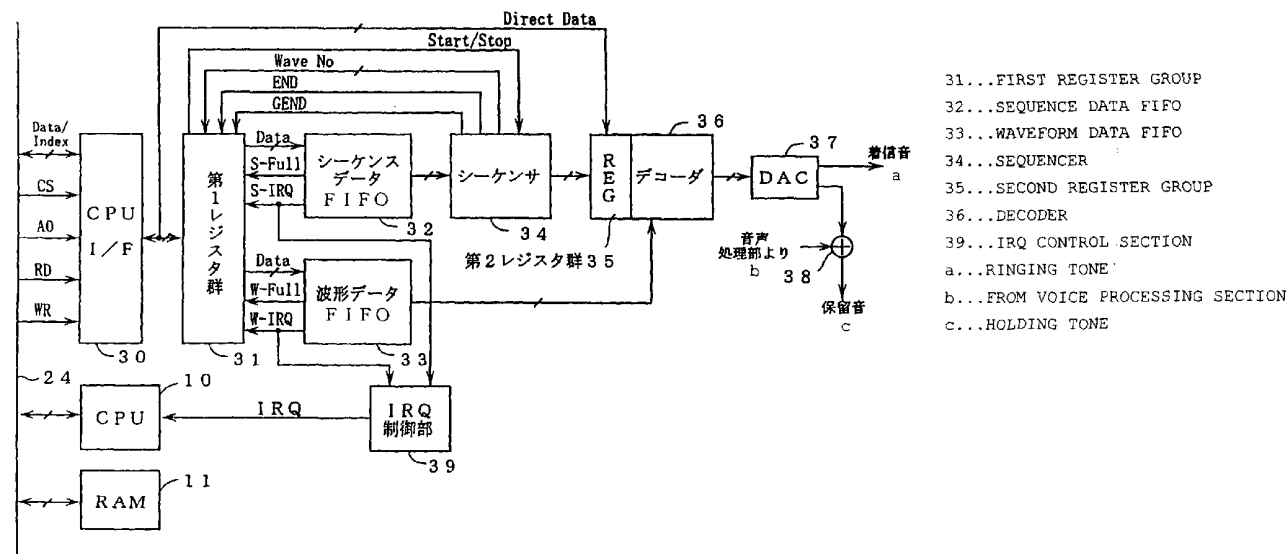 Direct Data
Start/Stop
Wave No
END
GEND
Data/
Index
CS
A0
RD
WR
CPU
I/F
30
第1レジスタ群
31
Data
S-Full
S-IRQ
シーケンス
データ
FIFO
32
Data
W-Full
W-IRQ
波形データ
FIFO
33
シーケンサ
34
REG
デコーダ
36
第2レジスタ群35
DAC
37
着信音
a
音声
処理部より
b
38
保留音
c
24
10
CPU
IRQ
IRQ
制御部
39
11
RAM
31...FIRST REGISTER GROUP
32...SEQUENCE DATA FIFO
33...WAVEFORM DATA FIFO
34...SEQUENCER
35...SECOND REGISTER GROUP
36...DECODER
39...IRQ CONTROL SECTION
a...RINGING TONE
b...FROM VOICE PROCESSING SECTION
c...HOLDING TONE